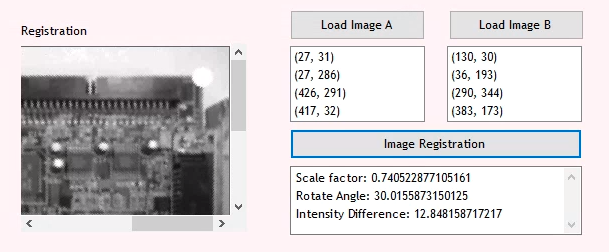 Registration
Load Image A
Load Image B
(27, 31)
(27, 286)
(426, 291)
(417, 32)
(130, 30)
(36, 193)
(290, 344)
(383, 173)
Image Registration
Scale factor: 0.740522877105161
Rotate Angle: 30.0155873150125
Intensity Difference: 12.848158717217